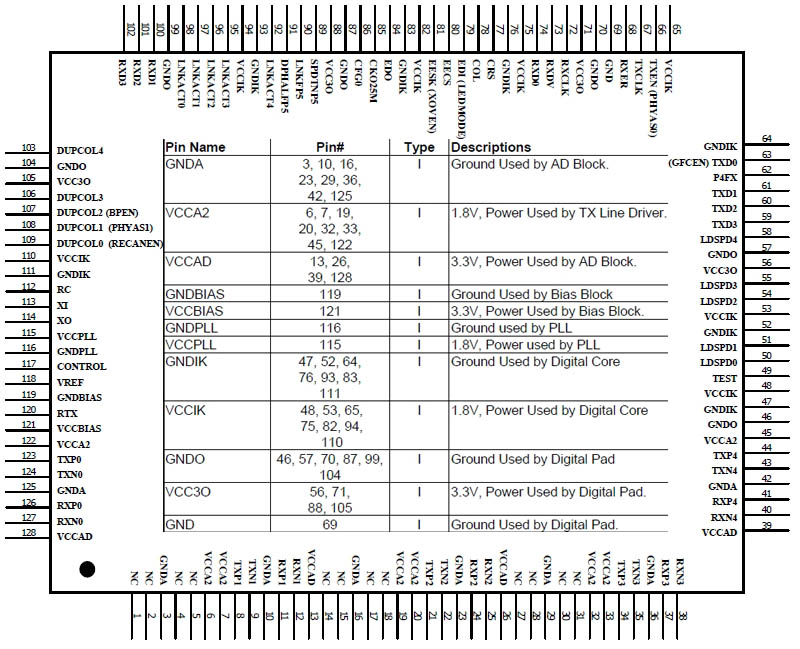 102
101
100
99
98
97
96
95
94
93
92
91
90
89
88
87
86
85
84
83
82
81
80
79
78
77
76
75
74
73
72
71
70
69
68
67
66
65
RXD3
RXD2
RXD1
GNDO
LNKACT0
LNKACT1
LNKACT2
LNKACT3
VCCIK
GNDIK
LNKACT4
DPHALFP5
LNKFP5
SPDTNP5
VCC3O
GNDO
CFG0
CKO25M
EDO
GNDIK
VCCIK
EESK (XOVEN)
EECS
EDI (LEDMODE)
COL
CRS
GNDIK
VCCIK
RXD0
RXDV
RXCLK
VCC3O
GNDO
GND
RXER
TXCLK
TXEN (PHYAS0)
VCCIK
103 DUPCOL4
104 GNDO
105 VCC3O
106 DUPCOL3
107 DUPCOL2 (BPEN)
108 DUPCOL1 (PHYAS1)
109 DUPCOL0 (RECANEN)
110 VCCIK
111 GNDIK
112 RC
113 XI
114 XO
115 VCCPLL
116 GNDPLL
117 CONTROL
118 VREF
119 GNDBIAS
120 RTX
121 VCCBIAS
122 VCCA2
123 TXP0
124 TXN0
125 GNDA
126 RXP0
127 RXN0
128 VCCAD
Pin Name Pin# Type Descriptions
GNDA 3, 10, 16, I Ground Used by AD Block.
23, 29, 36,
42, 125
VCCA2 6, 7, 19, I 1.8V, Power Used by TX Line Driver.
20, 32, 33,
45, 122
VCCAD 13, 26, I 3.3V, Power Used by AD Block.
39, 128
GNDBIAS 119 I Ground Used by Bias Block
VCCBIAS 121 I 3.3V, Power Used by Bias Block.
GNDPLL 116 I Ground used by PLL
VCCPLL 115 I 1.8V, Power used by PLL
GNDIK 47, 52, 64, I Ground Used by Digital Core
76, 93, 83,
111
VCCIK 48, 53, 65, I 1.8V, Power Used by Digital Core
75, 82, 94,
110
GNDO 46, 57, 70, 87, 99, I Ground Used by Digital Pad
104
VCC3O 56, 71, I 3.3V, Power Used by Digital Pad.
88, 105
GND 69 I Ground Used by Digital Pad.
GNDIK 64
(GFCEN) TXD0 63
P4FX 62
TXD1 61
TXD2 60
TXD3 59
LDSPD4 58
GNDO 57
VCC3O 56
LDSPD3 55
LDSPD2 54
VCCIK 53
GNDIK 52
LDSPD1 51
LDSPD0 50
TEST 49
VCCIK 48
GNDIK 47
GNDO 46
VCCA2 45
TXP4 44
TXN4 43
GNDA 42
RXP4 41
RXN4 40
VCCAD 39
NC
NC
GNDA
NC
NC
VCCA2
VCCA2
TXP1
TXN1
GNDA
RXP1
RXN1
VCCAD
NC
NC
GNDA
NC
NC
VCCA2
VCCA2
TXP2
TXN2
GNDA
RXP2
RXN2
VCCAD
NC
NC
GNDA
NC
NC
VCCA2
VCCA2
TXP3
TXN3
GNDA
RXP3
RXN3
1
2
3
4
5
6
7
8
9
10
11
12
13
14
15
16
17
18
19
20
21
22
23
24
25
26
27
28
29
30
31
32
33
34
35
36
37
38